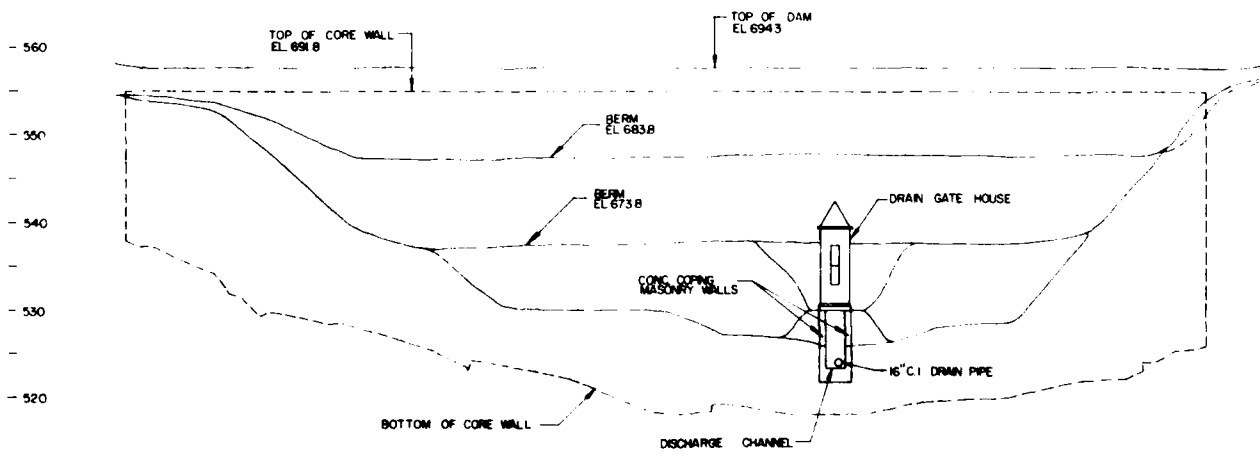 TOP OF DAM
EL 6943
TOP OF CORE WALL
EL. 691.8
560
BERM
EL 683.8
550
BERM
EL 673.8
DRAIN GATE HOUSE
540
CONC. COPING
MASONRY WALLS
530
16" C.I DRAIN PIPE
520
BOTTOM OF CORE WALL
DISCHARGE CHANNEL